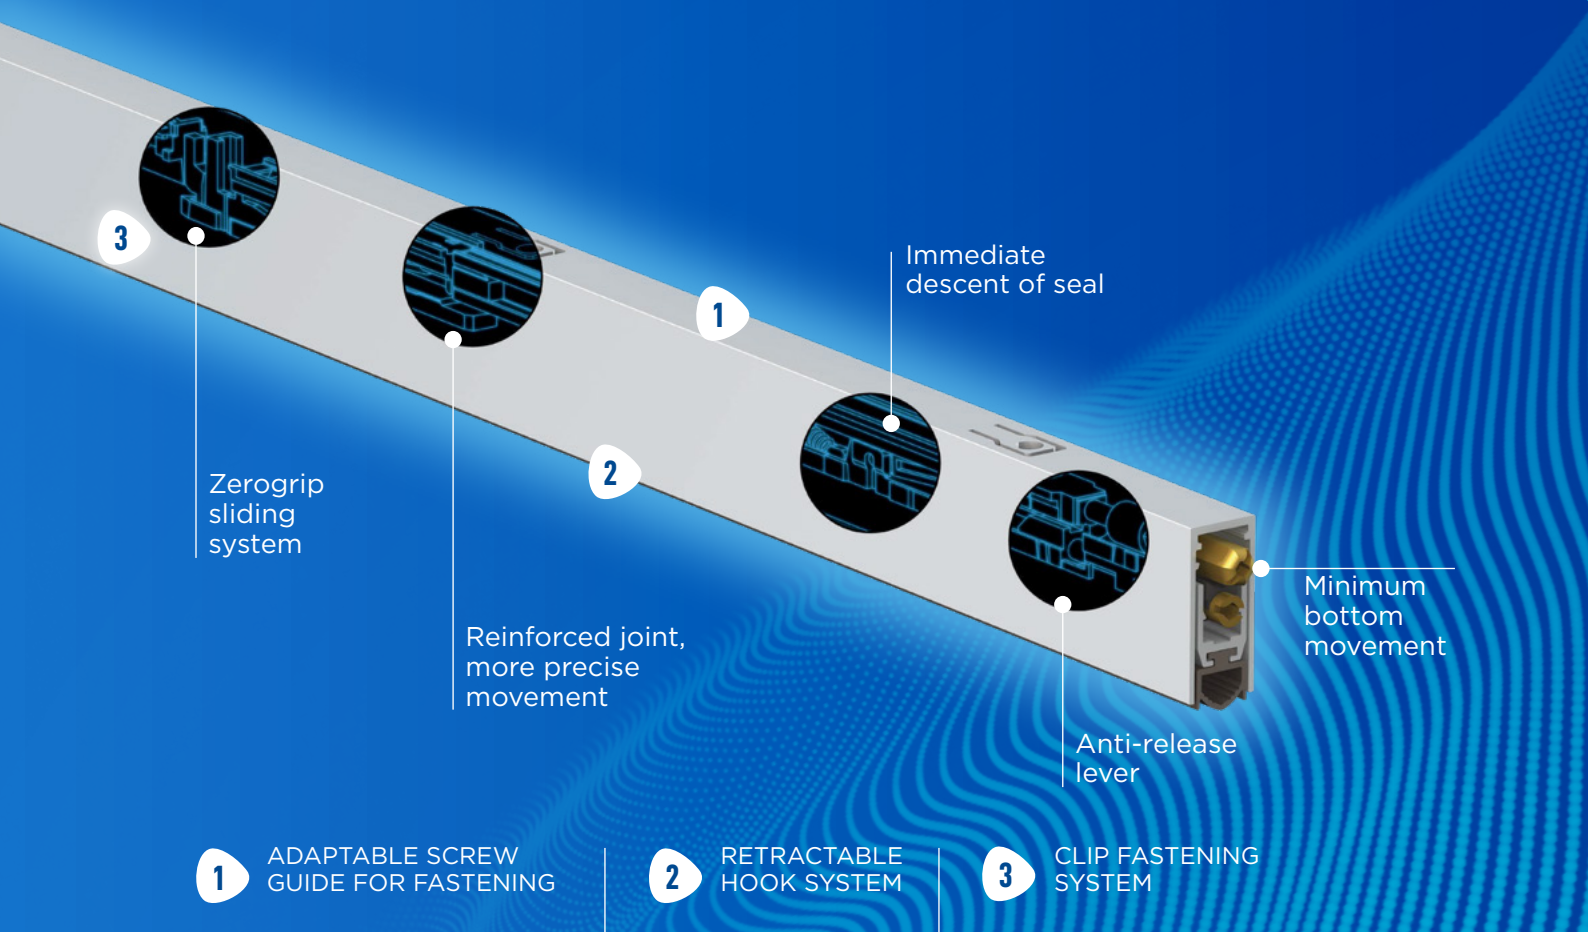 3
1
Immediate
descent of seal
2
Zerogrip
sliding
system
Minimum
bottom
movement
Reinforced joint,
more precise
movement
Anti-release
lever
1
ADAPTABLE SCREW
GUIDE FOR FASTENING
2
RETRACTABLE
HOOK SYSTEM
3
CLIP FASTENING
SYSTEM